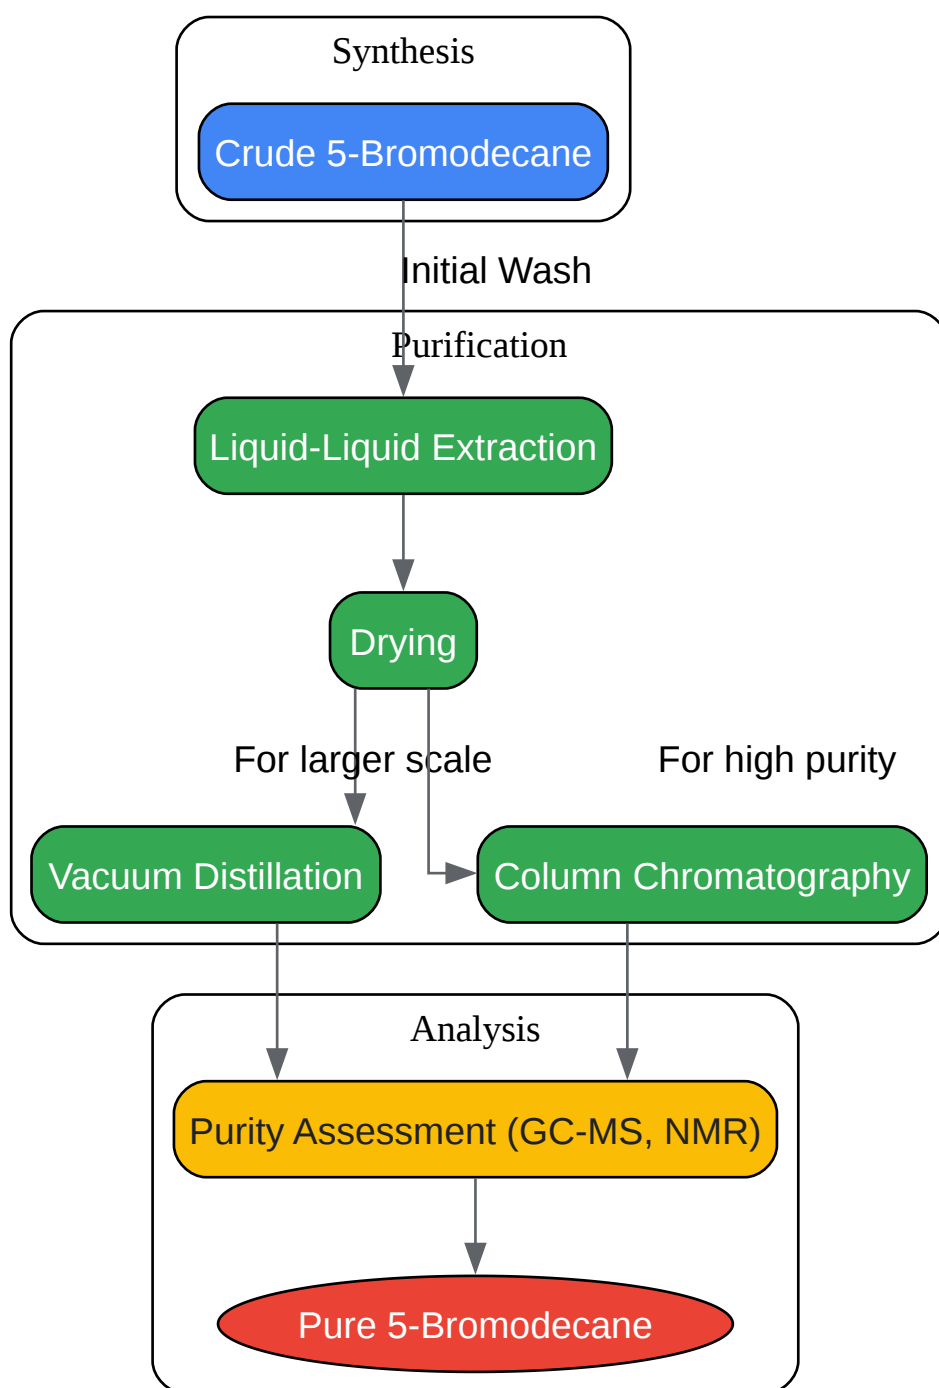 Synthesis
Crude 5-Bromodecane
Initial Wash
Purification
Liquid-Liquid Extraction
Drying
For larger scale
For high purity
Vacuum Distillation
Column Chromatography
Analysis
Purity Assessment (GC-MS, NMR)
Pure 5-Bromodecane